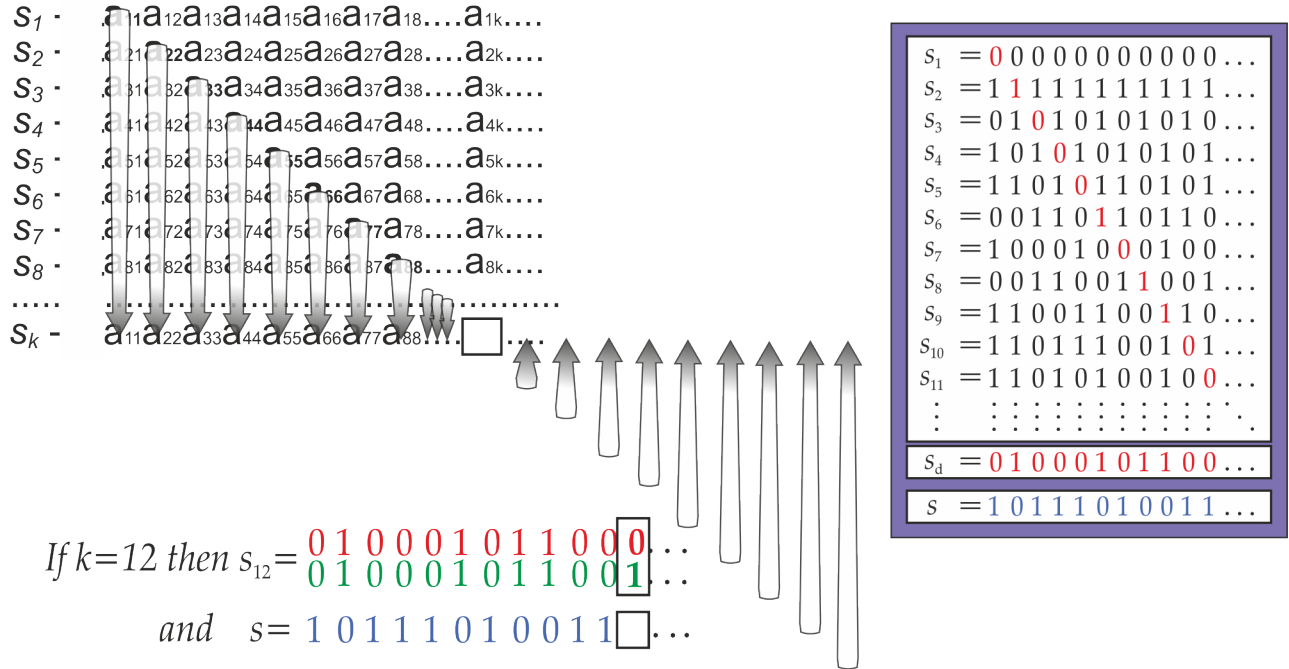 s1 - a11a12a13a14a15a16a17a18....a1k....
s2 - a21a22a23a24a25a26a27a28....a2k....
s3 - a31a32a33a34a35a36a37a38....a3k....
s4 - a41a42a43a44a45a46a47a48....a4k....
s5 - a51a52a53a54a55a56a57a58....a5k....
s6 - a61a62a63a64a65a66a67a68....a6k....
s7 - a71a72a73a74a75a76a77a78....a7k....
s8 - a81a82a83a84a85a86a87a88....a8k....
..........................................................
sk - a11a22a33a44a55a66a77a88.... ....
If k=12 then s12= 0 1 0 0 0 1 0 1 1 0 0 0...
0 1 0 0 0 1 0 1 1 0 0 1...
and s= 1 0 1 1 1 0 1 0 0 1 1 ...
s1 = 0 0 0 0 0 0 0 0 0 0 0 ...
s2 = 1 1 1 1 1 1 1 1 1 1 1 ...
s3 = 0 1 0 1 0 1 0 1 0 1 0 ...
s4 = 1 0 1 0 1 0 1 0 1 0 1 ...
s5 = 1 1 0 1 0 1 1 0 1 0 1 ...
s6 = 0 0 1 1 0 1 1 0 1 1 0 ...
s7 = 1 0 0 0 1 0 0 0 1 0 0 ...
s8 = 0 0 1 1 0 0 1 1 0 0 1 ...
s9 = 1 1 0 0 1 1 0 0 1 1 0 ...
s10 = 1 1 0 1 1 1 0 0 1 0 1 ...
s11 = 1 1 0 1 0 1 0 0 1 0 0 ...
⋮ ⋮ ⋮ ⋮ ⋮ ⋮ ⋮ ⋮ ⋮ ⋮ ⋮ ⋮ ⋱
sd = 0 1 0 0 0 1 0 1 1 0 0 ...
s = 1 0 1 1 1 0 1 0 0 1 1 ...